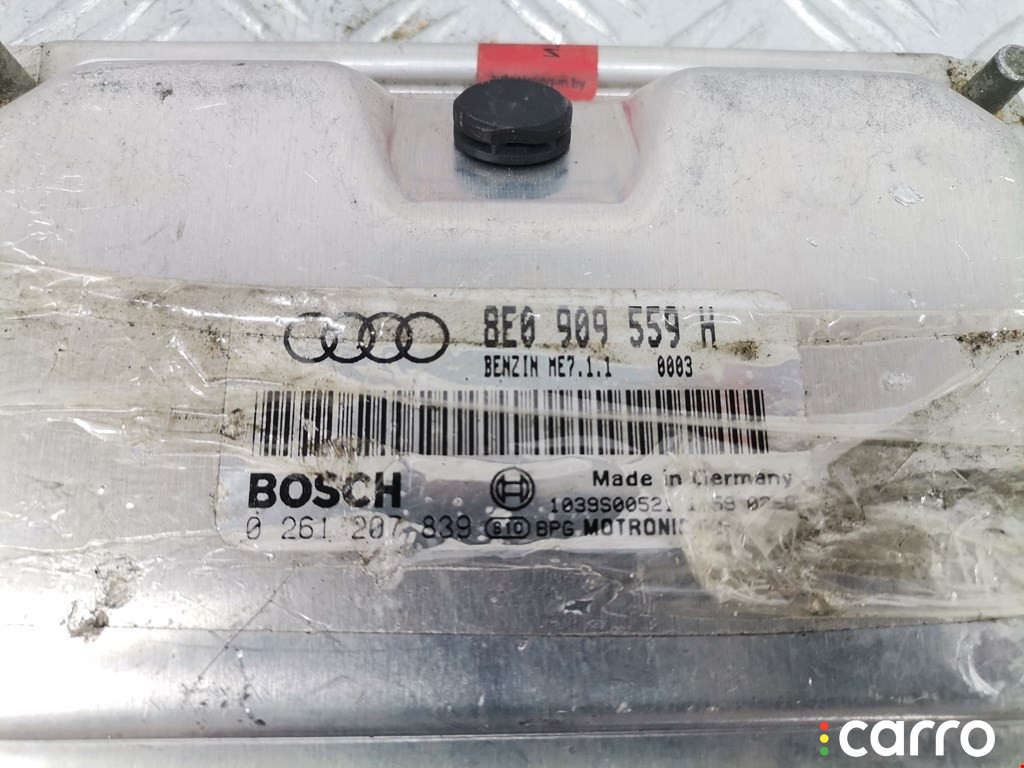 8E0 909 559 H
BENZIN ME7.1.1 0003
BOSCH
Made in Germany
1039S00521
0 261 207 839 BPG MOTRONIC
carro